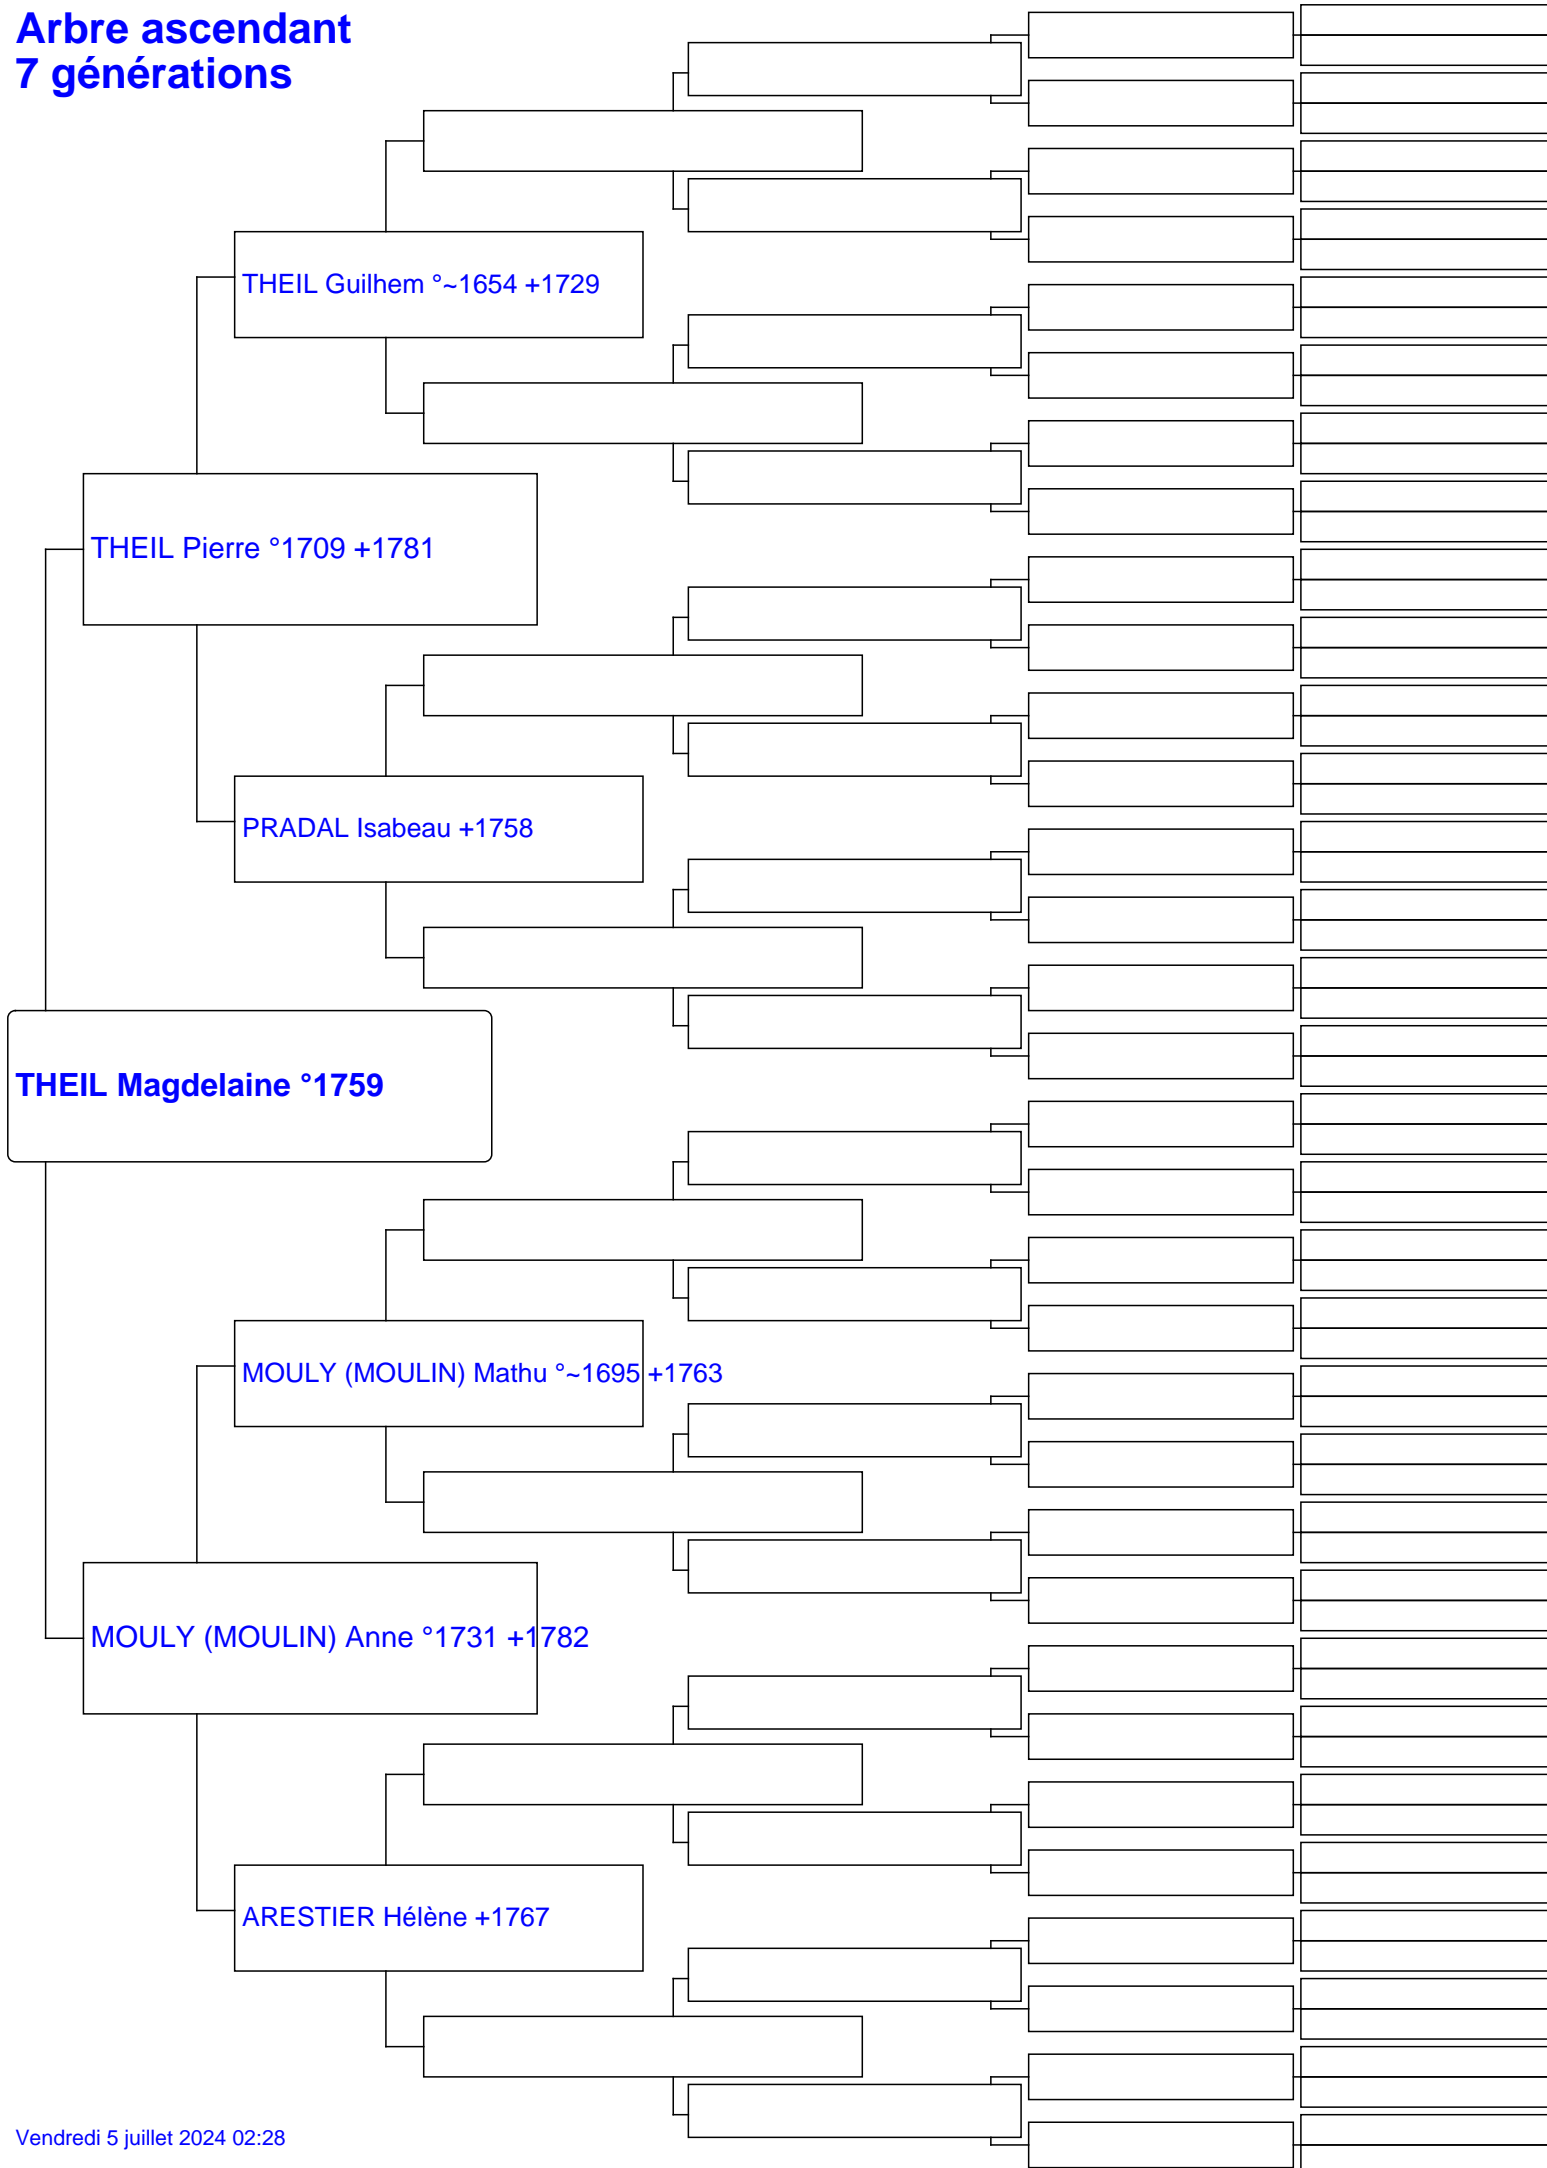 Arbre ascendant
7 générations
THEIL Guilhem °~1654 +1729
THEIL Pierre °1709 +1781
PRADAL Isabeau +1758
THEIL Magdelaine °1759
MOULY (MOULIN) Mathu °~1695 +1763
MOULY (MOULIN) Anne °1731 +1782
ARESTIER Hélène +1767
Vendredi 5 juillet 2024 02:28